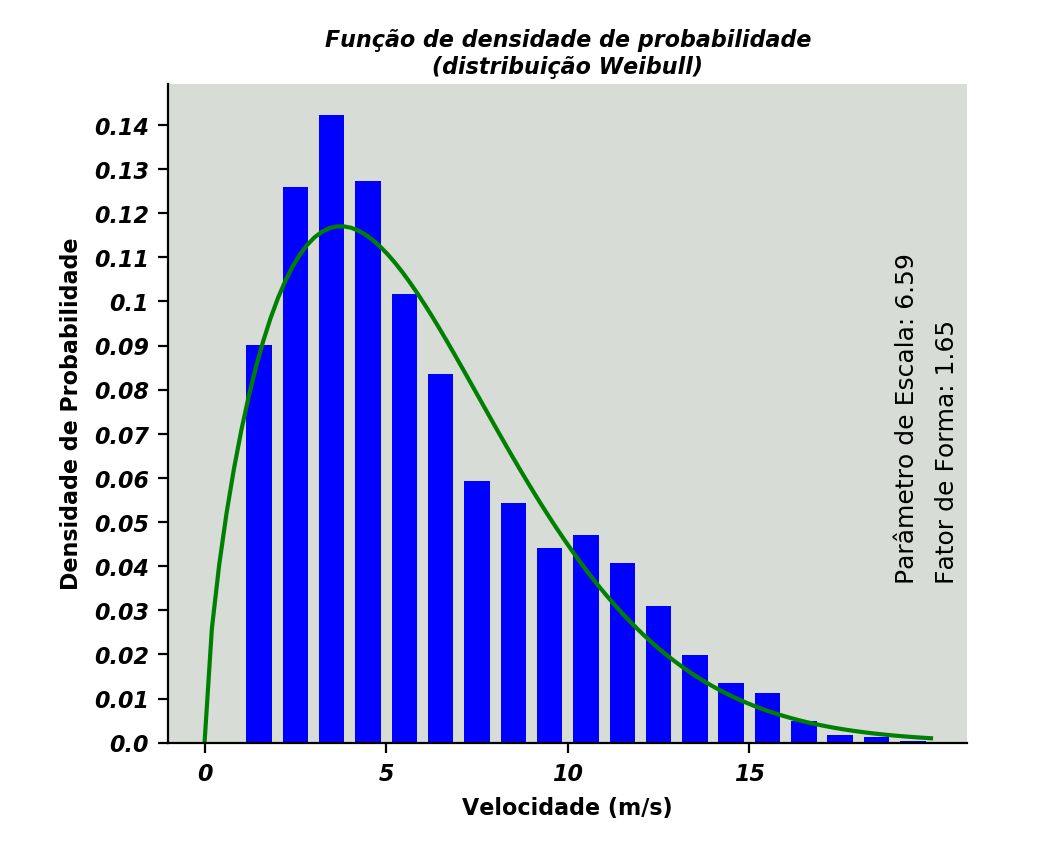 Função de densidade de probabilidade
(distribuição Weibull)
0.14
0.13
0.12
0.11
0.1
0.09
0.08
0.07
0.06
0.05
0.04
0.03
0.02
0.01
0.0
Densidade de Probabilidade
Parâmetro de Escala: 6.59
Fator de Forma: 1.65
0 5 10 15
Velocidade (m/s)